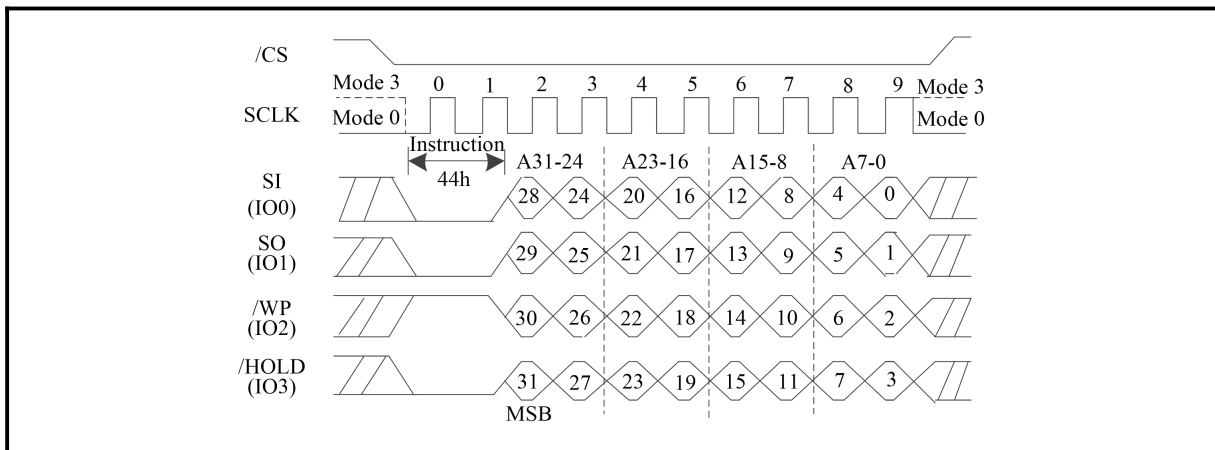 /CS
Mode 3 0 1 2 3 4 5 6 7 8 9 Mode 3
SCLK Mode 0 Mode 0
Instruction A31-24 A23-16 A15-8 A7-0
44h
SI 28 24 20 16 12 8 4 0
(IO0)
SO 29 25 21 17 13 9 5 1
(IO1)
/WP 30 26 22 18 14 10 6 2
(IO2)
/HOLD 31 27 23 19 15 11 7 3
(IO3)
MSB